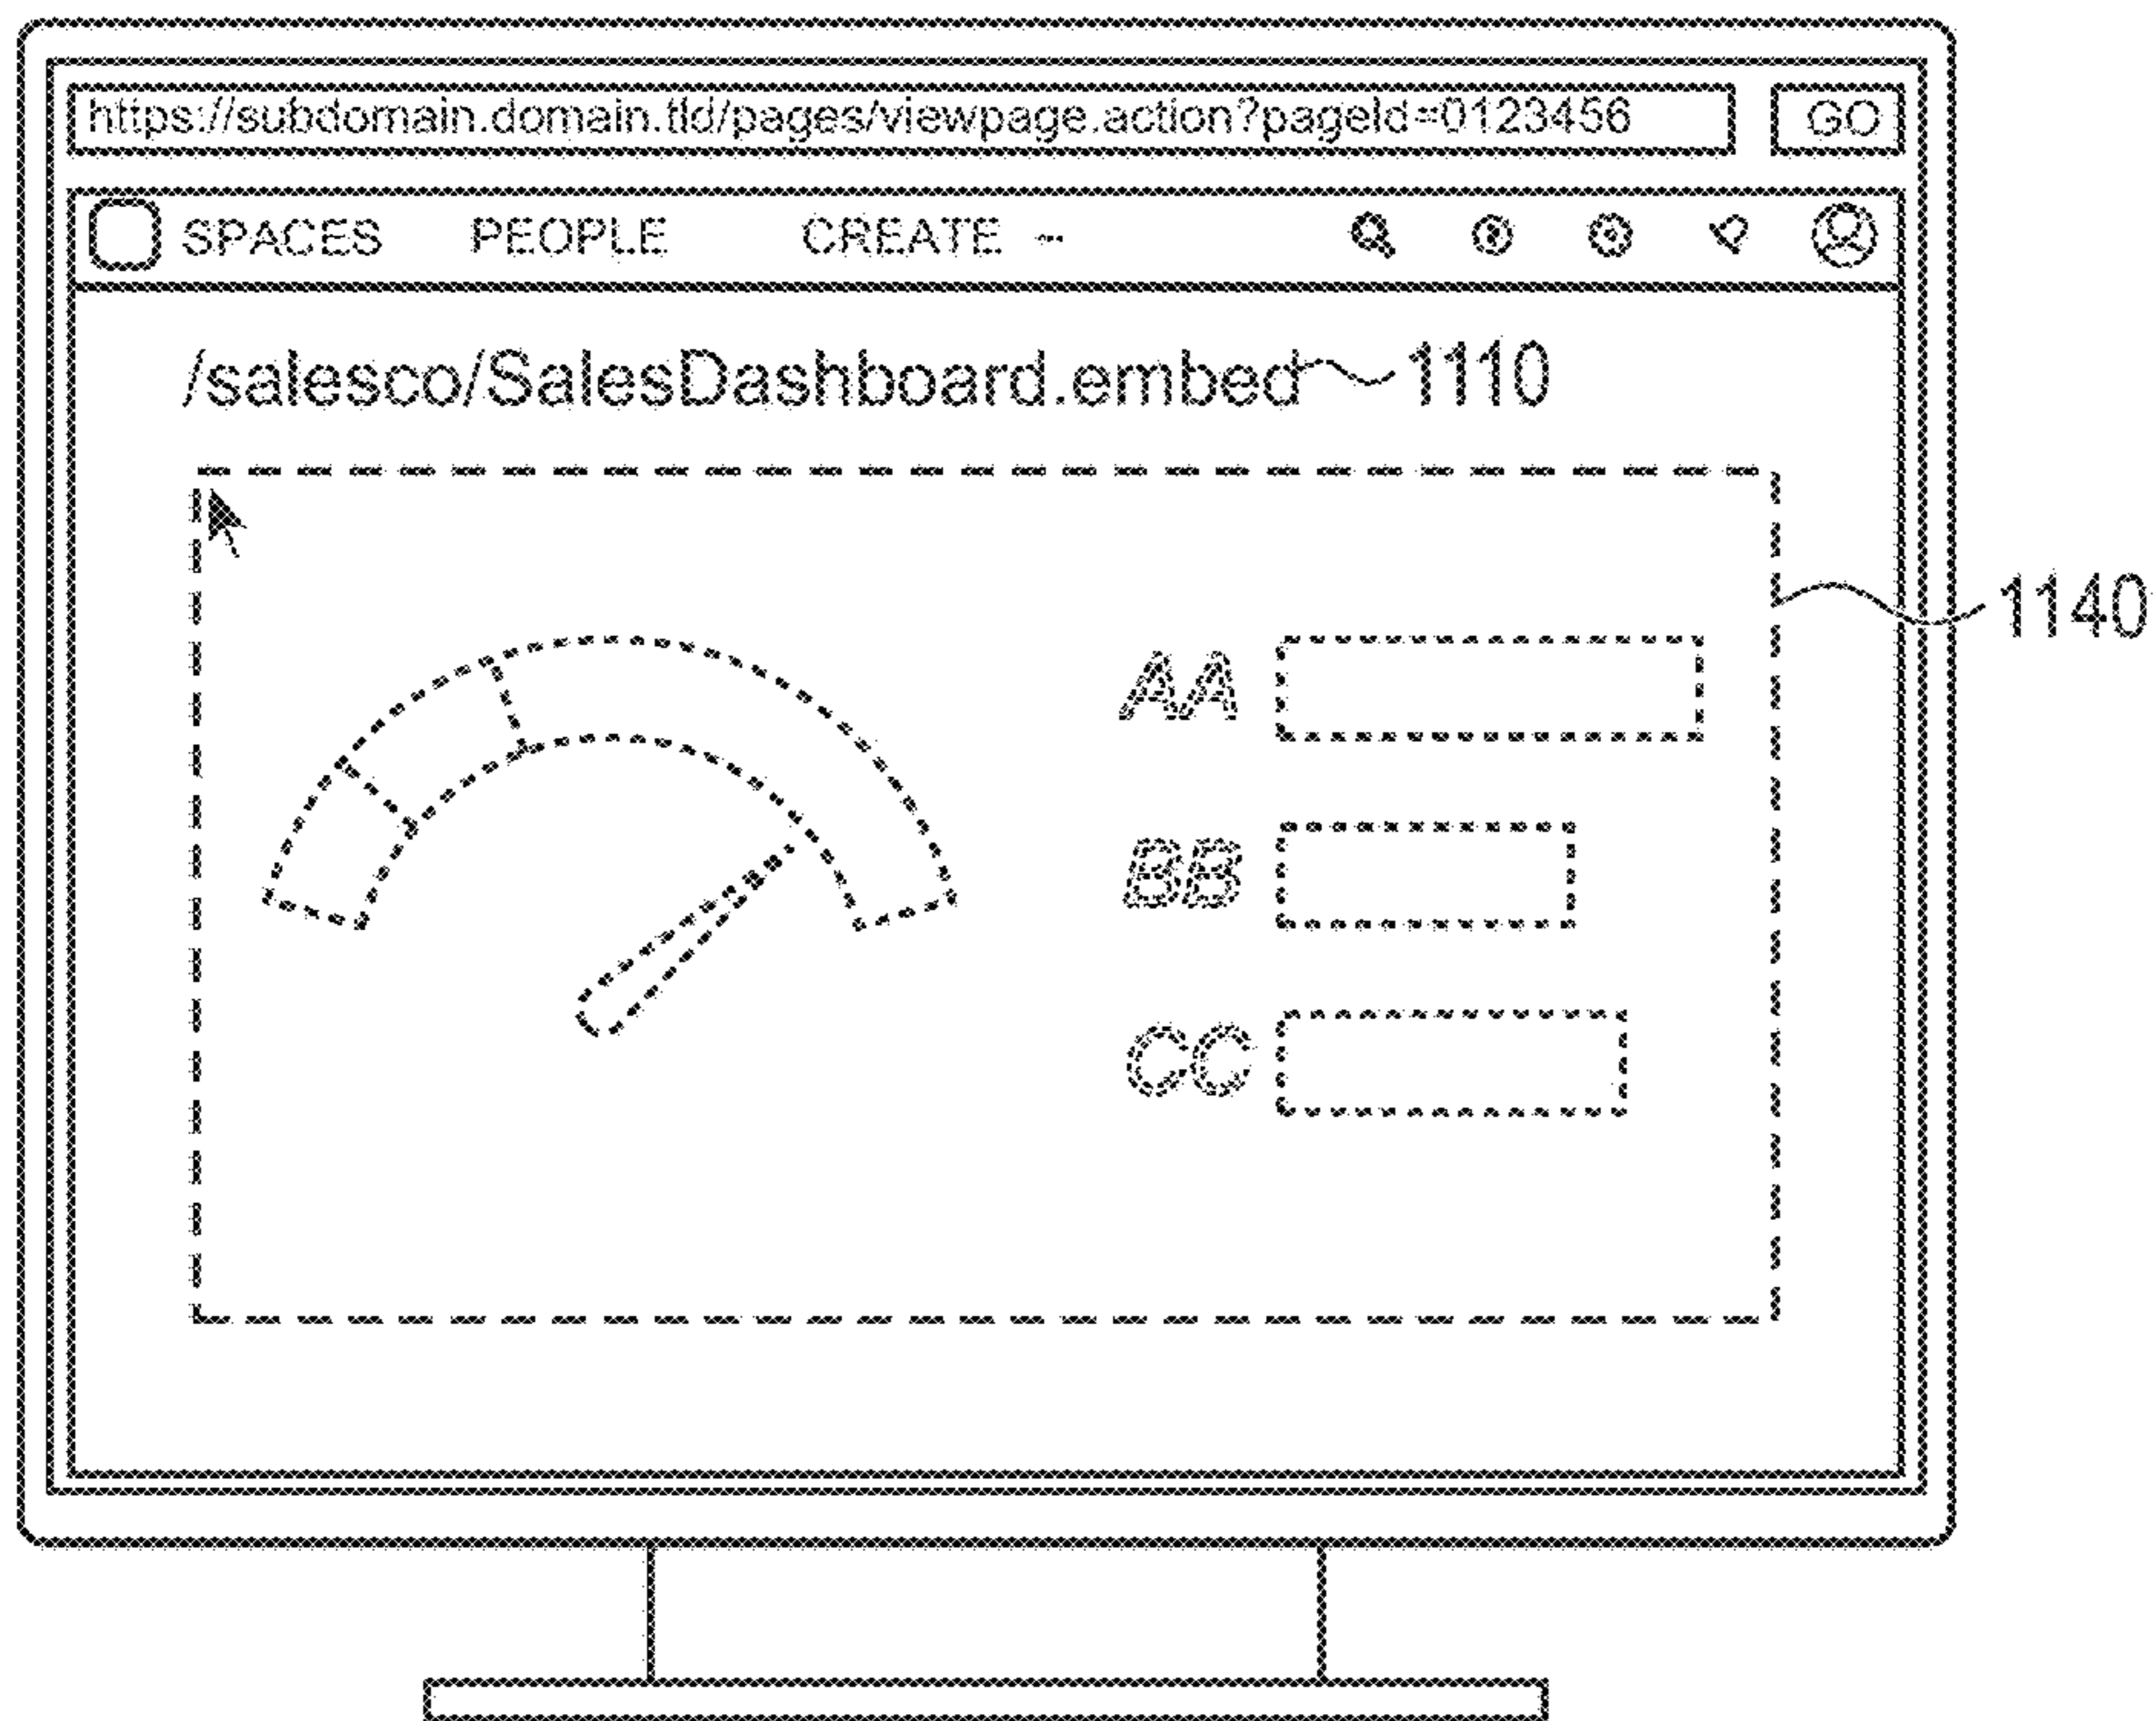 https://subdomain.domain.tld/pages/viewpage.action?pageId=0123456 GO
SPACES PEOPLE CREATE ···
/salesco/SalesDashboard.embed 1110
1140
AA
BB
CC